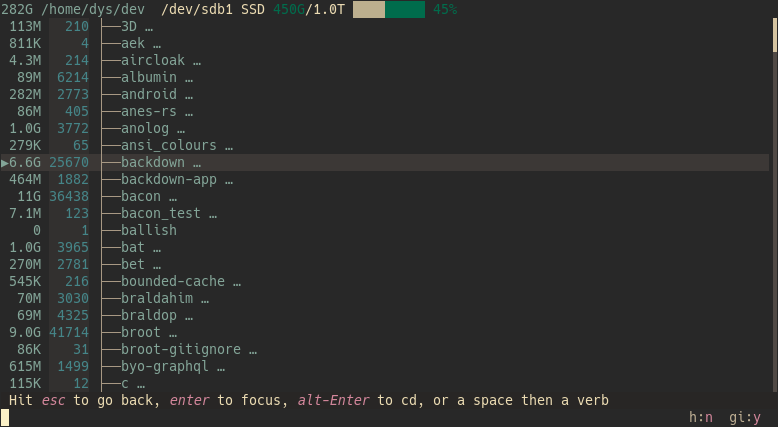 282G /home/dys/dev  /dev/sdb1 SSD 450G/1.0T 45%
113M 210 ├──3D …
811K 4 ├──aek …
4.3M 214 ├──aircloak …
89M 6214 ├──albumin …
282M 2773 ├──android …
86M 405 ├──anes-rs …
1.0G 3772 ├──anolog …
279K 65 ├──ansi_colours …
▶6.6G 25670 ├──backdown …
464M 1882 ├──backdown-app …
11G 36438 ├──bacon …
7.1M 123 ├──bacon_test …
0 1 ├──ballish
1.0G 3965 ├──bat …
270M 2781 ├──bet …
545K 216 ├──bounded-cache …
70M 3030 ├──braldahim …
69M 4325 ├──braldop …
9.0G 41714 ├──broot …
86K 31 ├──broot-gitignore …
615M 1499 ├──byo-graphql …
115K 12 ├──c …
Hit esc to go back, enter to focus, alt-Enter to cd, or a space then a verb
h:n  gi:y